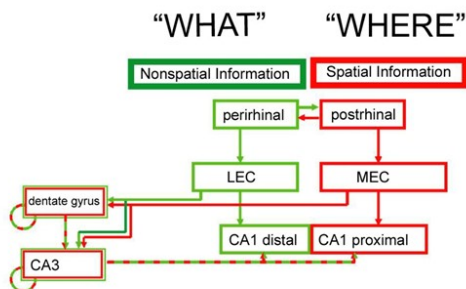 "WHAT" "WHERE"
Nonspatial Information Spatial Information
perirhinal postrhinal
LEC MEC
dentate gyrus
CA1 distal CA1 proximal
CA3